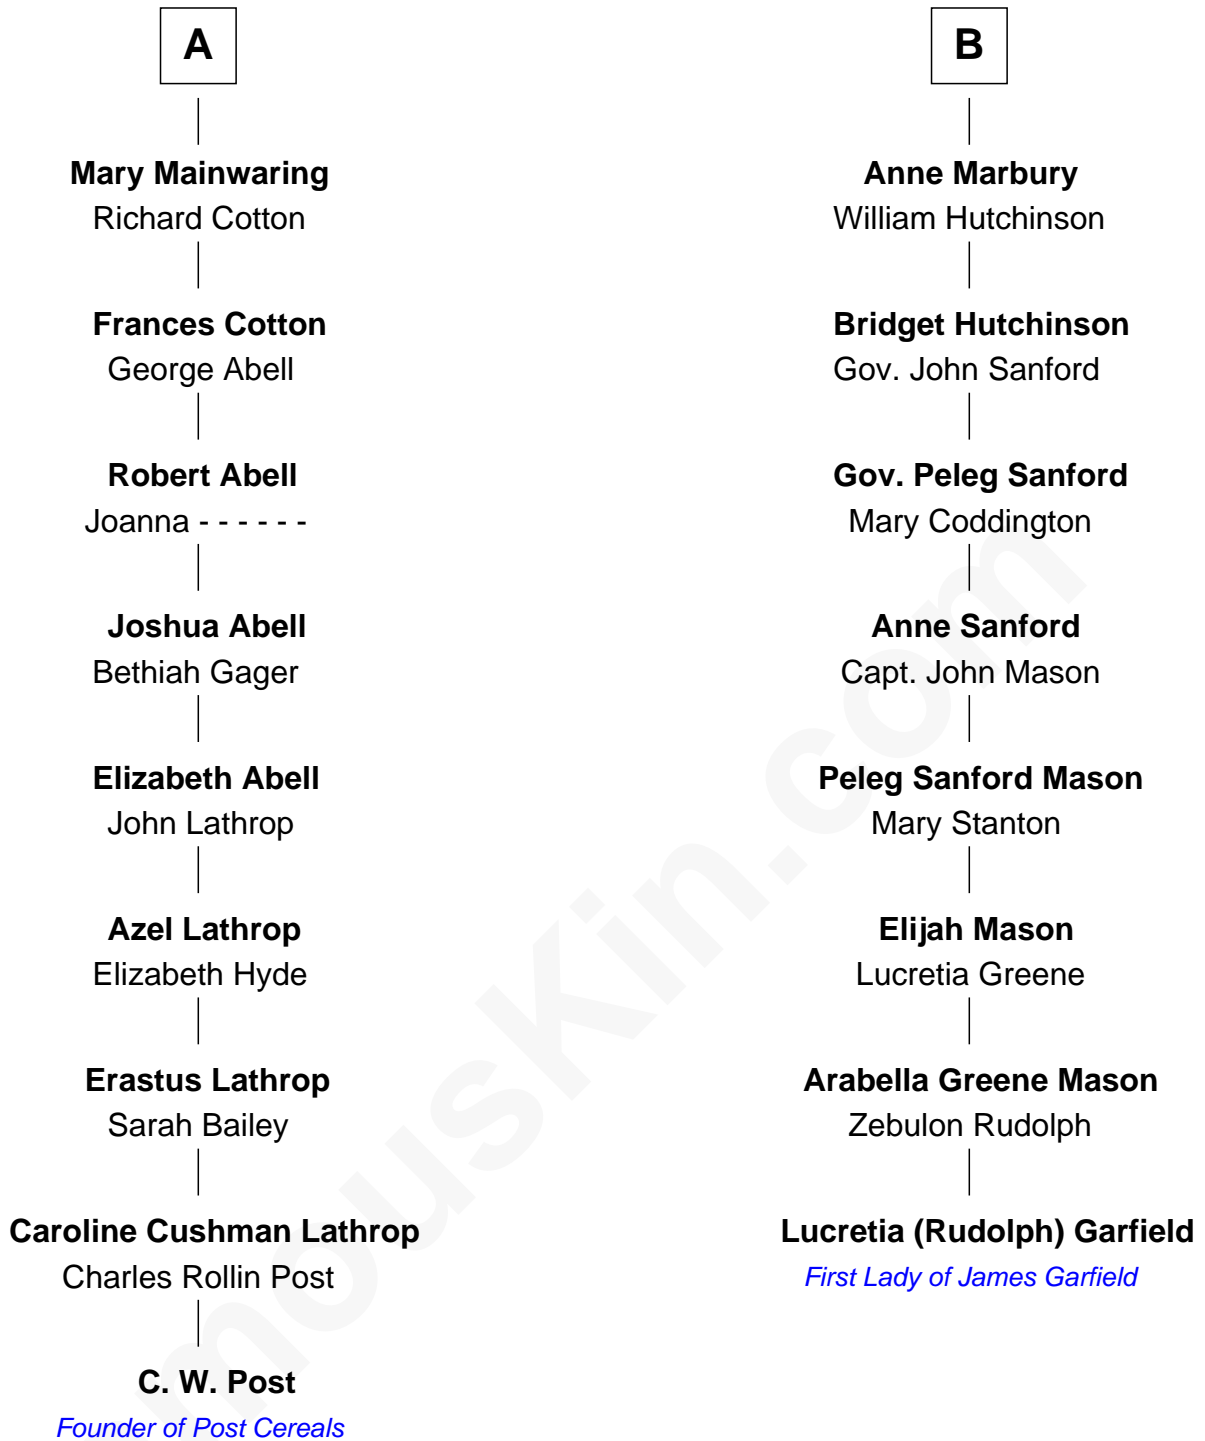 A
Mary Mainwaring
Richard Cotton
Frances Cotton
George Abell
Robert Abell
Joanna - - - - - -
Joshua Abell
Bethiah Gager
Elizabeth Abell
John Lathrop
Azel Lathrop
Elizabeth Hyde
Erastus Lathrop
Sarah Bailey
Caroline Cushman Lathrop
Charles Rollin Post
C. W. Post
Founder of Post Cereals
B
Anne Marbury
William Hutchinson
Bridget Hutchinson
Gov. John Sanford
Gov. Peleg Sanford
Mary Coddington
Anne Sanford
Capt. John Mason
Peleg Sanford Mason
Mary Stanton
Elijah Mason
Lucretia Greene
Arabella Greene Mason
Zebulon Rudolph
Lucretia (Rudolph) Garfield
First Lady of James Garfield
mousKin.com